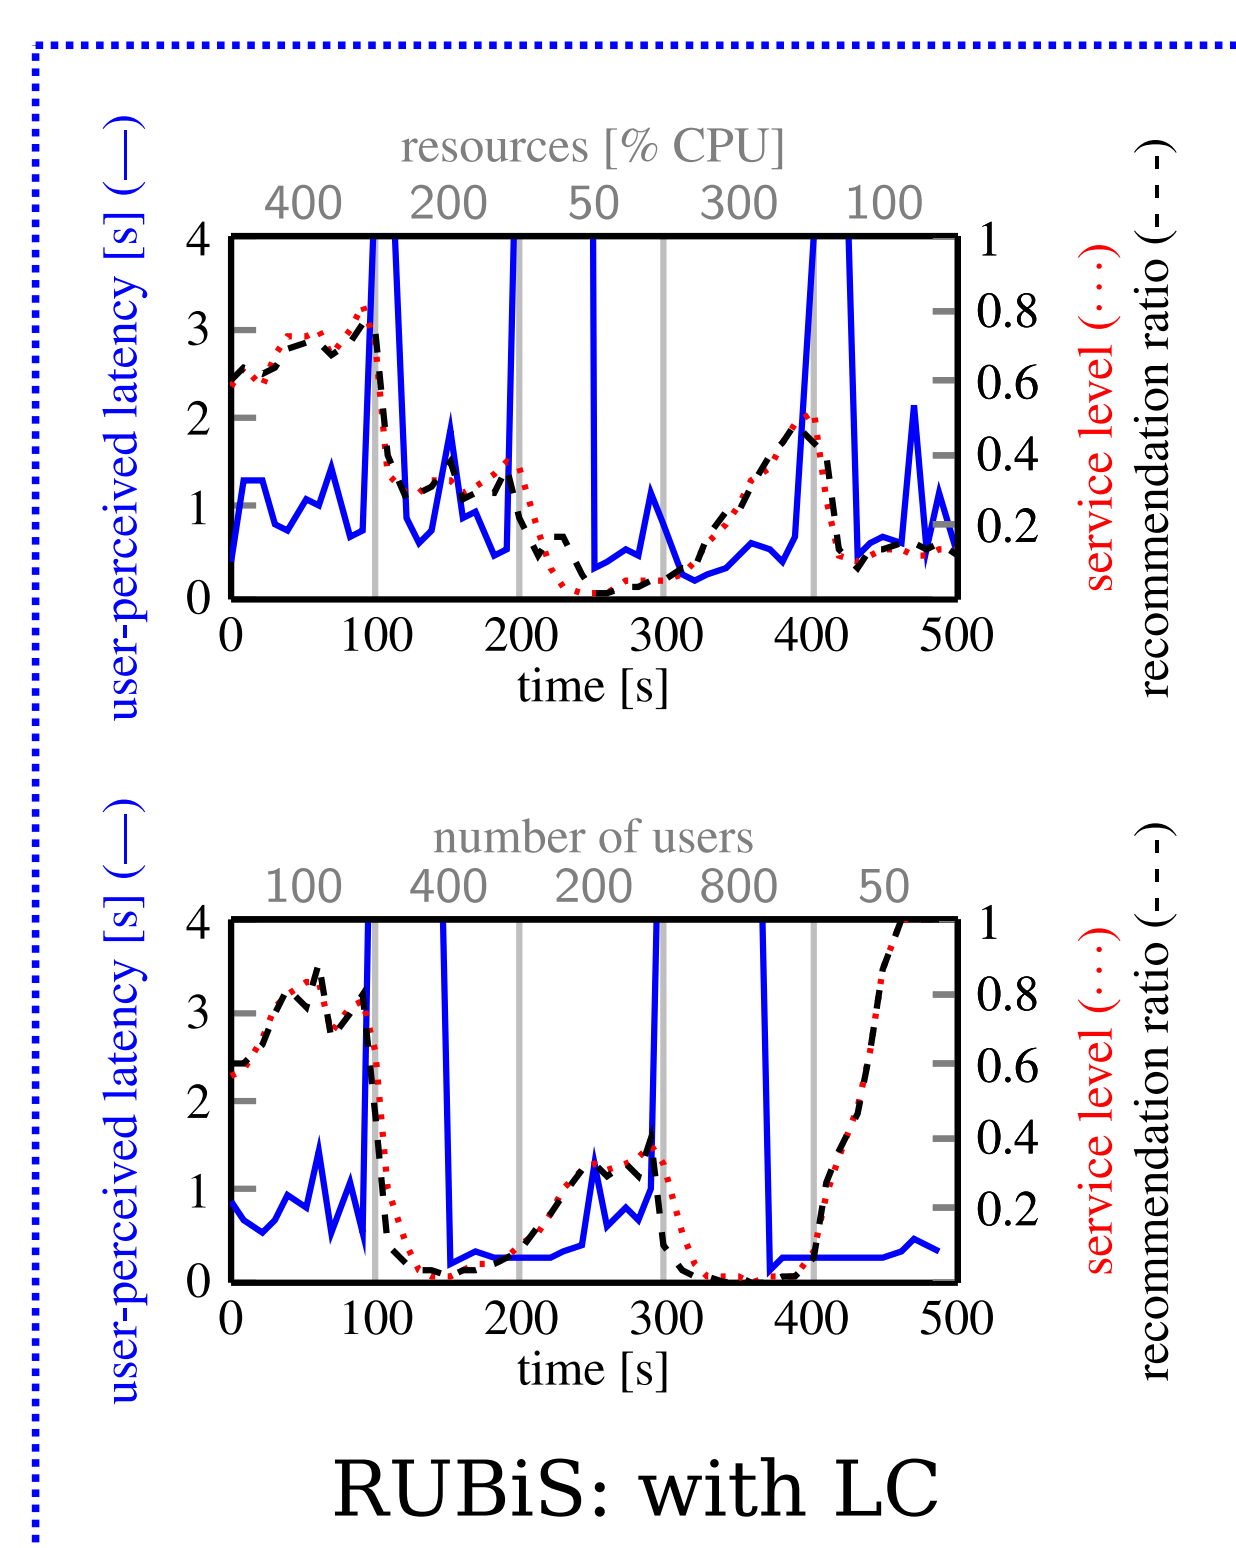 resources [% CPU]
400 200 50 300 100
user-perceived latency [s] (—)
4
3
2
1
0
1
0.8
0.6
0.4
0.2
service level (· · ·)
recommendation ratio (- - -)
0 100 200 300 400 500
time [s]
number of users
100 400 200 800 50
user-perceived latency [s] (—)
4
3
2
1
0
1
0.8
0.6
0.4
0.2
service level (· · ·)
recommendation ratio (- - -)
0 100 200 300 400 500
time [s]
RUBiS: with LC